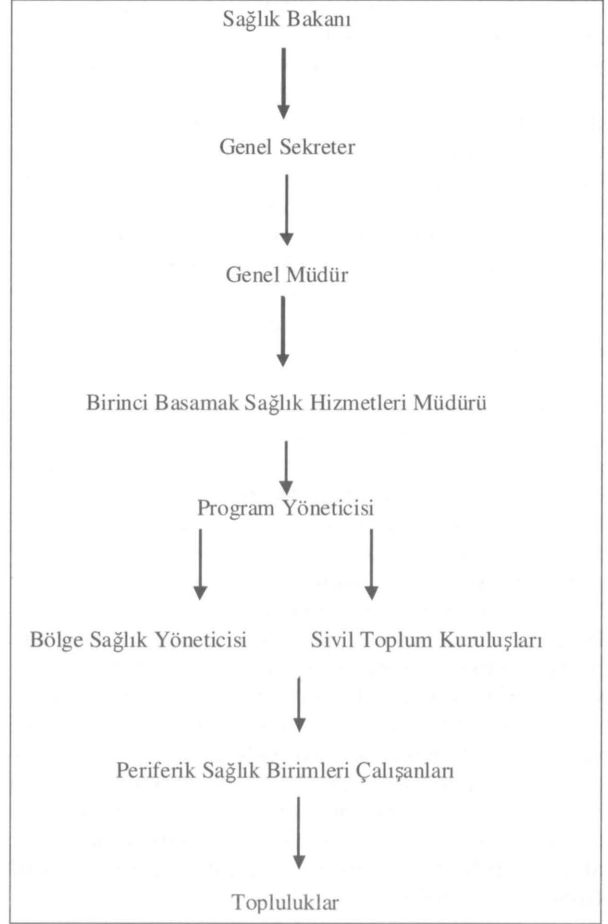 Sağlık Bakanı
Genel Sekreter
Genel Müdür
Birinci Basamak Sağlık Hizmetleri Müdürü
Program Yöneticisi
Bölge Sağlık Yöneticisi Sivil Toplum Kuruluşları
Periferik Sağlık Birimleri Çalışanları
Topluluklar